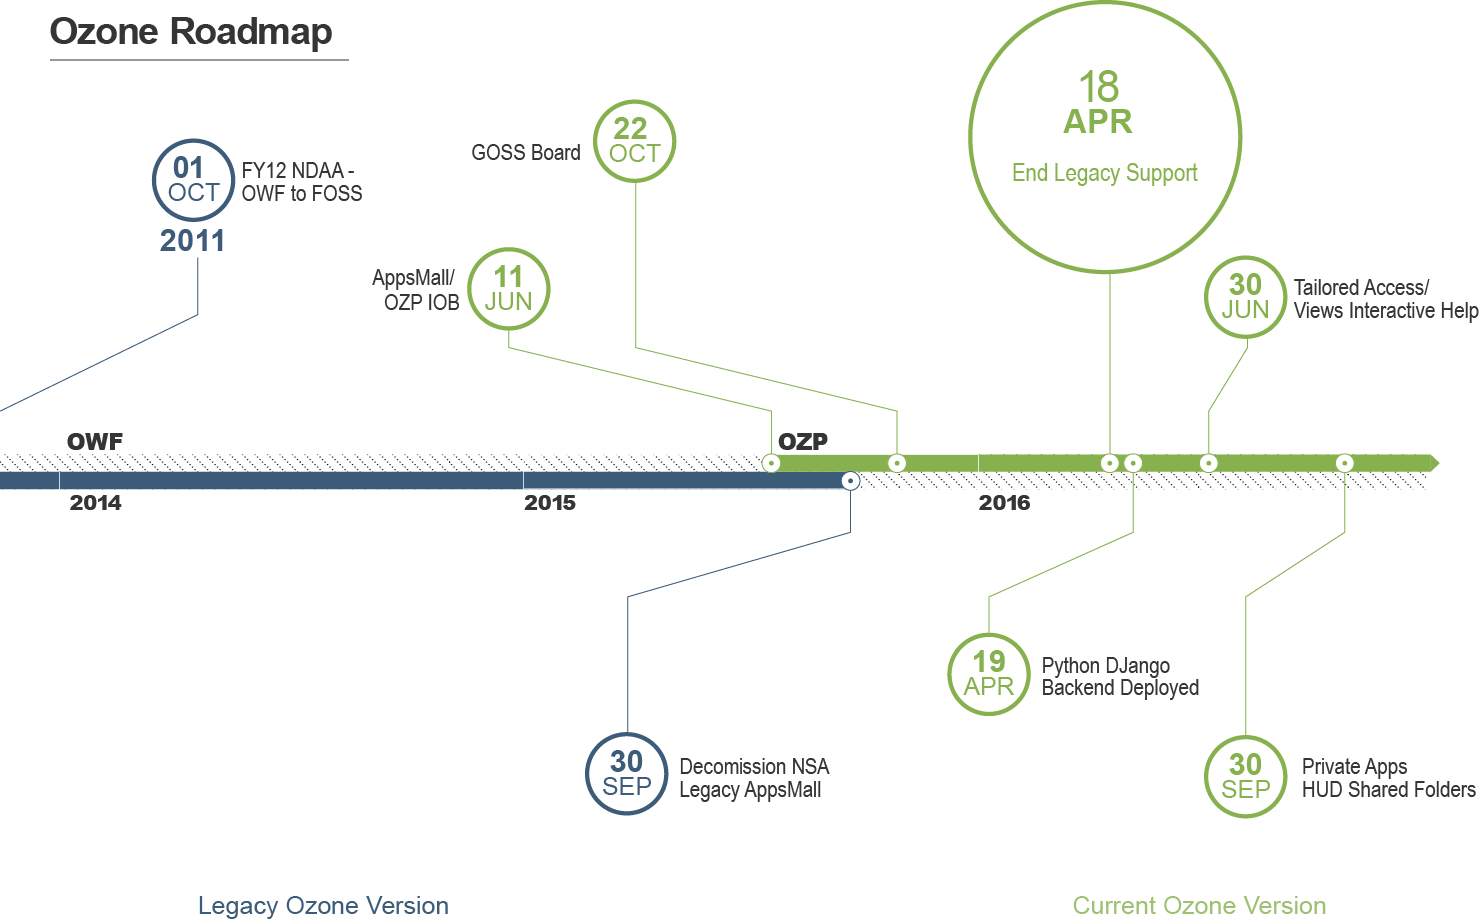 Ozone Roadmap
01
OCT
2011
FY12 NDAA -
OWF to FOSS
GOSS Board
22
OCT
18
APR
End Legacy Support
AppsMall/
OZP IOB
11
JUN
30
JUN
Tailored Access/
Views Interactive Help
OWF
OZP
2014
2015
2016
19
APR
Python DJango
Backend Deployed
30
SEP
Decomission NSA
Legacy AppsMall
30
SEP
Private Apps
HUD Shared Folders
Legacy Ozone Version
Current Ozone Version